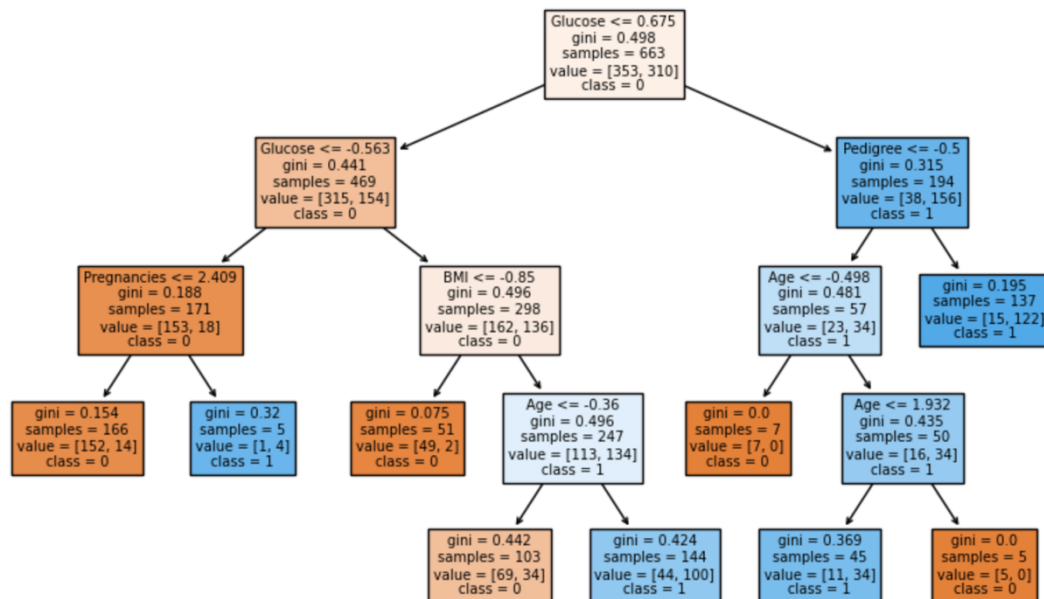 Glucose <= 0.675
gini = 0.498
samples = 663
value = [353, 310]
class = 0
Glucose <= -0.563
gini = 0.441
samples = 469
value = [315, 154]
class = 0
Pedigree <= -0.5
gini = 0.315
samples = 194
value = [38, 156]
class = 1
Pregnancies <= 2.409
gini = 0.188
samples = 171
value = [153, 18]
class = 0
BMI <= -0.85
gini = 0.496
samples = 298
value = [162, 136]
class = 0
Age <= -0.498
gini = 0.481
samples = 57
value = [23, 34]
class = 1
gini = 0.195
samples = 137
value = [15, 122]
class = 1
gini = 0.154
samples = 166
value = [152, 14]
class = 0
gini = 0.32
samples = 5
value = [1, 4]
class = 1
gini = 0.075
samples = 51
value = [49, 2]
class = 0
Age <= -0.36
gini = 0.496
samples = 247
value = [113, 134]
class = 1
gini = 0.0
samples = 7
value = [7, 0]
class = 0
Age <= 1.932
gini = 0.435
samples = 50
value = [16, 34]
class = 1
gini = 0.442
samples = 103
value = [69, 34]
class = 0
gini = 0.424
samples = 144
value = [44, 100]
class = 1
gini = 0.369
samples = 45
value = [11, 34]
class = 1
gini = 0.0
samples = 5
value = [5, 0]
class = 0